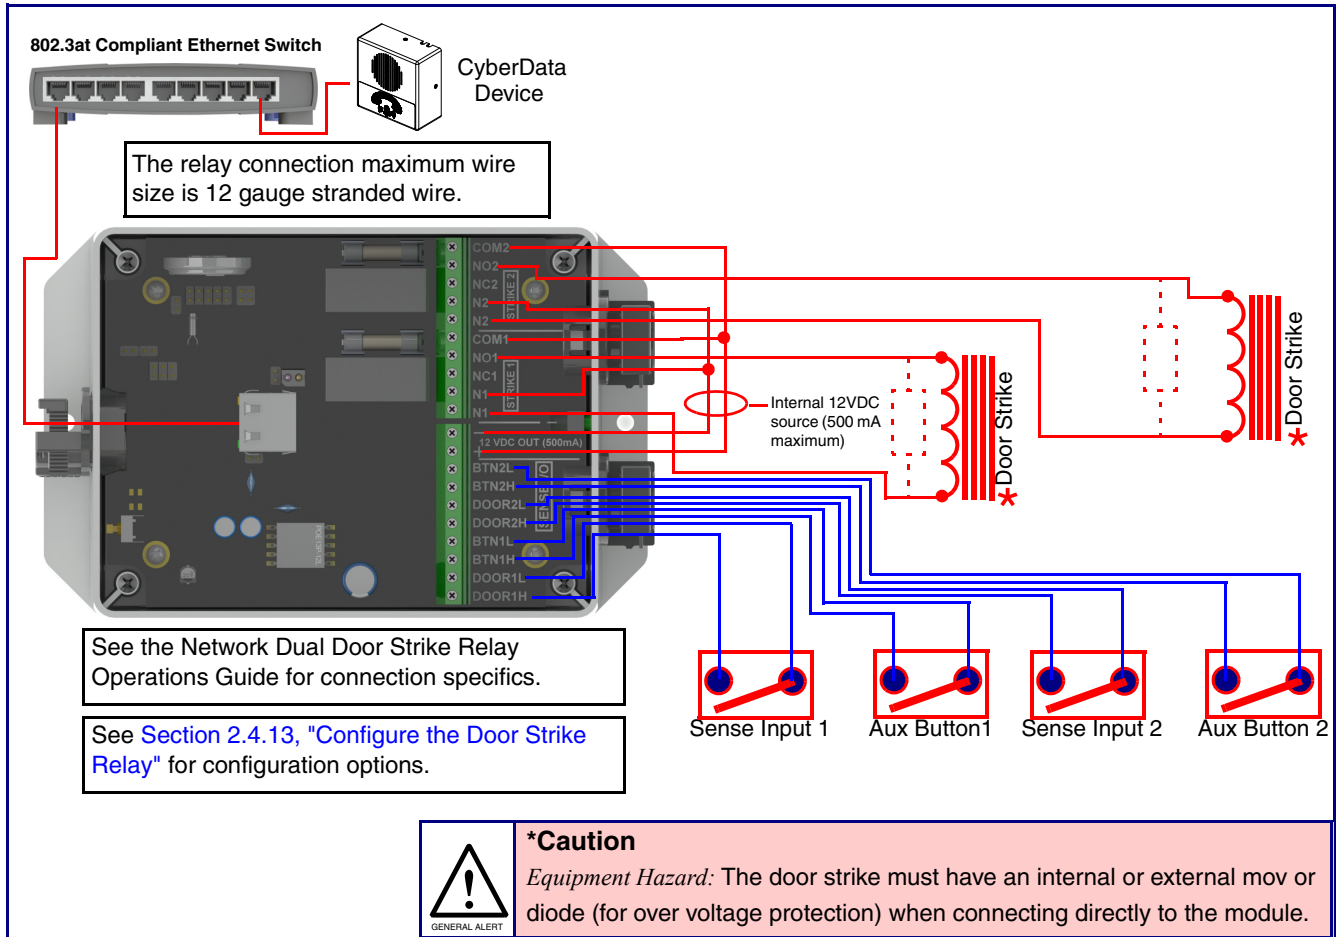 802.3at Compliant Ethernet Switch
CyberData
Device
The relay connection maximum wire
size is 12 gauge stranded wire.
COM2
NO2
NC2
N2
N2
STRIKE 2
COM1
NO1
NC1
N1
N1
STRIKE 1
-
12 VDC OUT (500mA)
+
BTN2L
BTN2H
DOOR2L
DOOR2H
BTN1L
BTN1H
DOOR1L
DOOR1H
Internal 12VDC
source (500 mA
maximum)
*Door Strike
*Door Strike
See the Network Dual Door Strike Relay
Operations Guide for connection specifics.
See Section 2.4.13, "Configure the Door Strike
Relay" for configuration options.
Sense Input 1
Aux Button1
Sense Input 2
Aux Button 2
GENERAL ALERT
*Caution
Equipment Hazard: The door strike must have an internal or external mov or
diode (for over voltage protection) when connecting directly to the module.